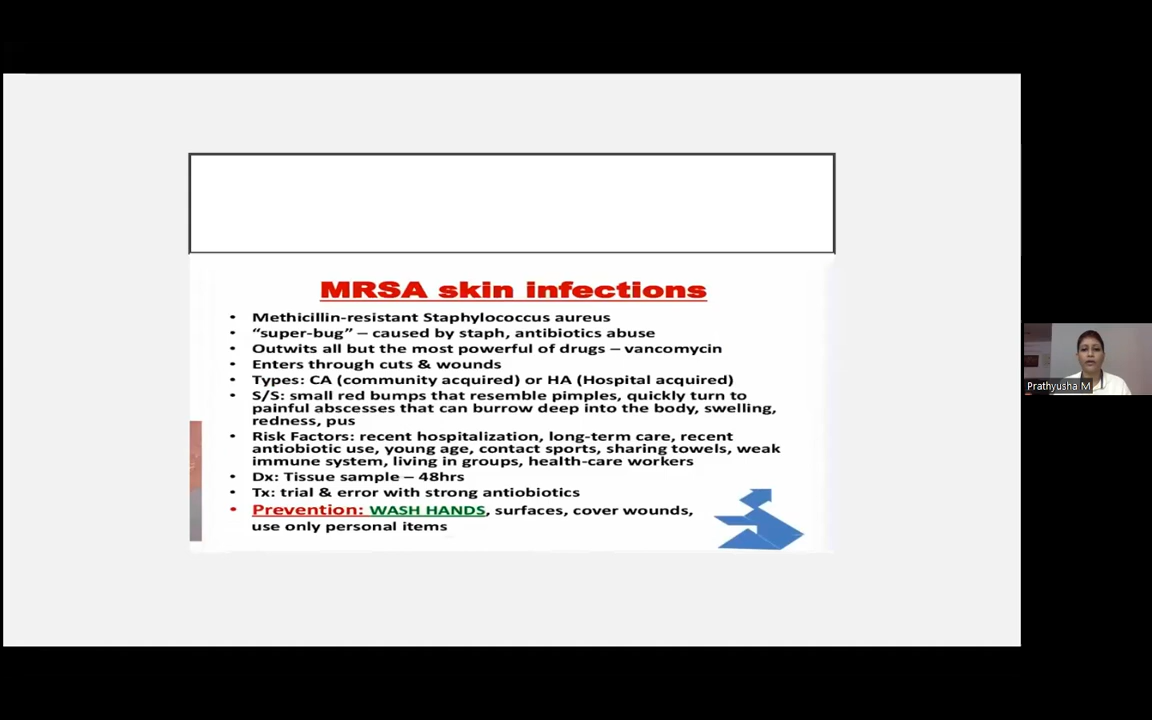 MRSA skin infections
• Methicillin-resistant Staphylococcus aureus
• “super-bug” – caused by staph, antibiotics abuse
• Outwits all but the most powerful of drugs – vancomycin
• Enters through cuts & wounds
• Types: CA (community acquired) or HA (Hospital acquired)
• S/S: small red bumps that resemble pimples, quickly turn to
painful abscesses that can burrow deep into the body, swelling,
redness, pus
• Risk Factors: recent hospitalization, long-term care, recent
antiobiotic use, young age, contact sports, sharing towels, weak
immune system, living in groups, health-care workers
• Dx: Tissue sample – 48hrs
• Tx: trial & error with strong antiobiotics
• Prevention: WASH HANDS, surfaces, cover wounds,
use only personal items
Prathyusha M